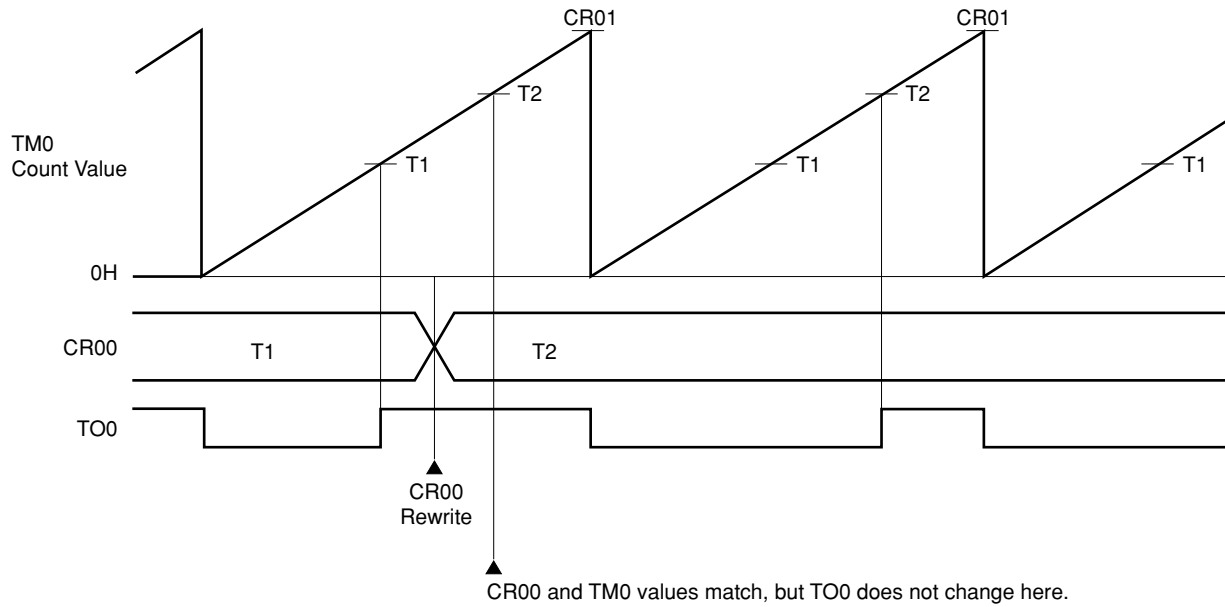 CR01
CR01
T2
T2
TM0
Count Value
T1
T1
T1
0H
CR00
T1
T2
TO0
CR00
Rewrite
CR00 and TM0 values match, but TO0 does not change here.